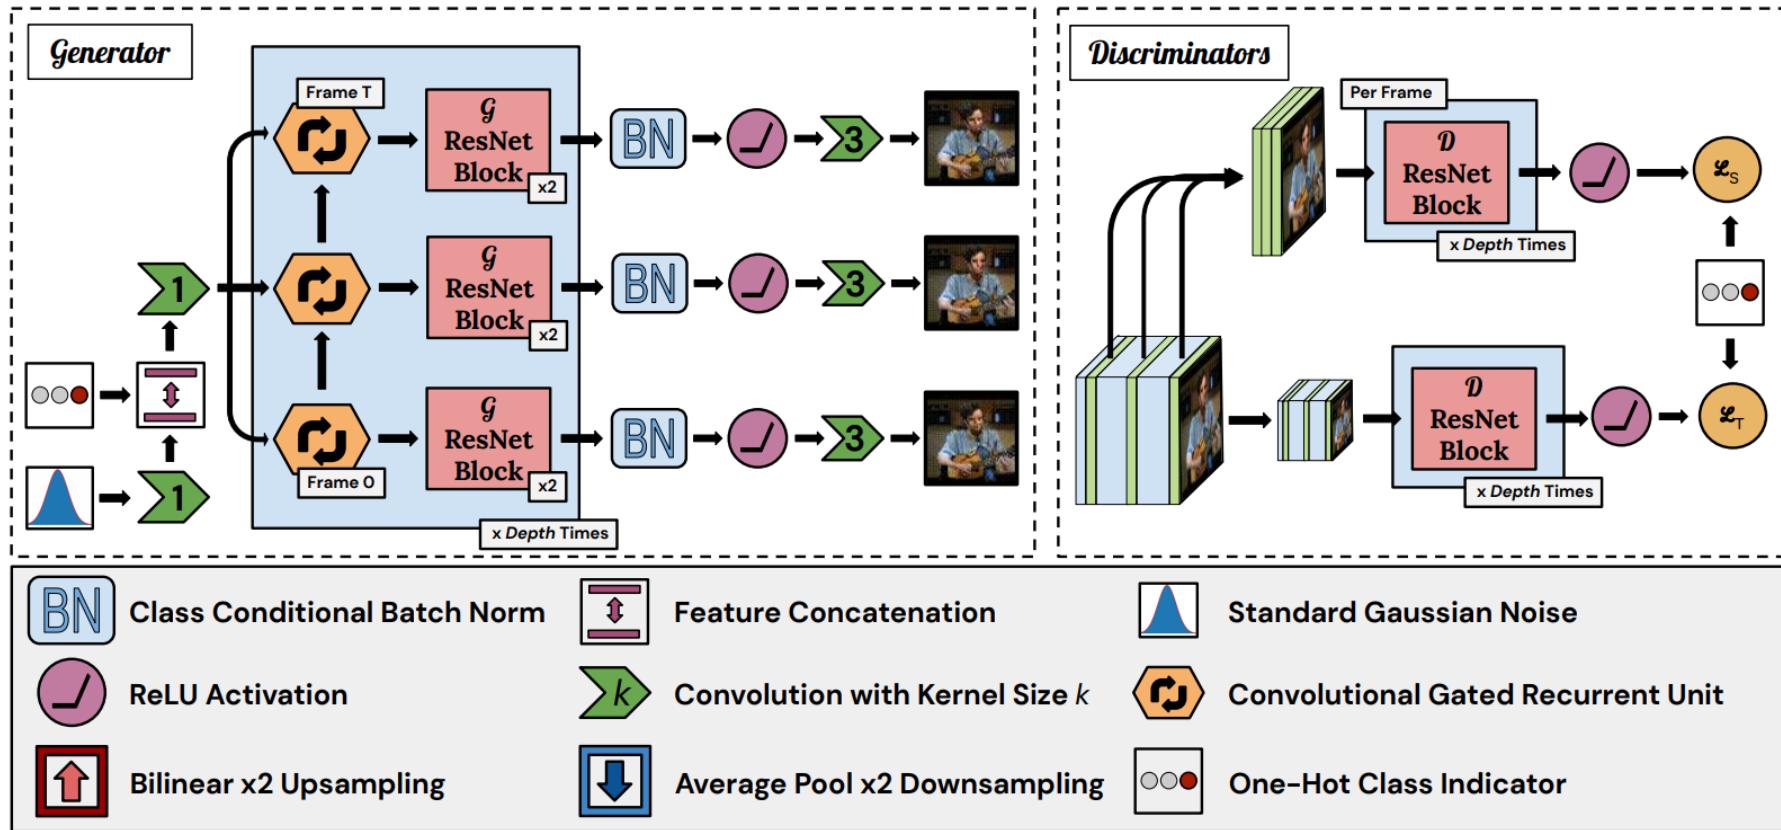 Generator
Frame T
G
ResNet
Block
x2
BN
3
G
ResNet
Block
x2
BN
3
1
G
ResNet
Block
x2
BN
3
Frame 0
1
x Depth Times
Discriminators
Per Frame
D
ResNet
Block
x Depth Times
ℒS
D
ResNet
Block
x Depth Times
ℒT
BN Class Conditional Batch Norm
Feature Concatenation
Standard Gaussian Noise
ReLU Activation
k Convolution with Kernel Size k
Convolutional Gated Recurrent Unit
Bilinear x2 Upsampling
Average Pool x2 Downsampling
One-Hot Class Indicator